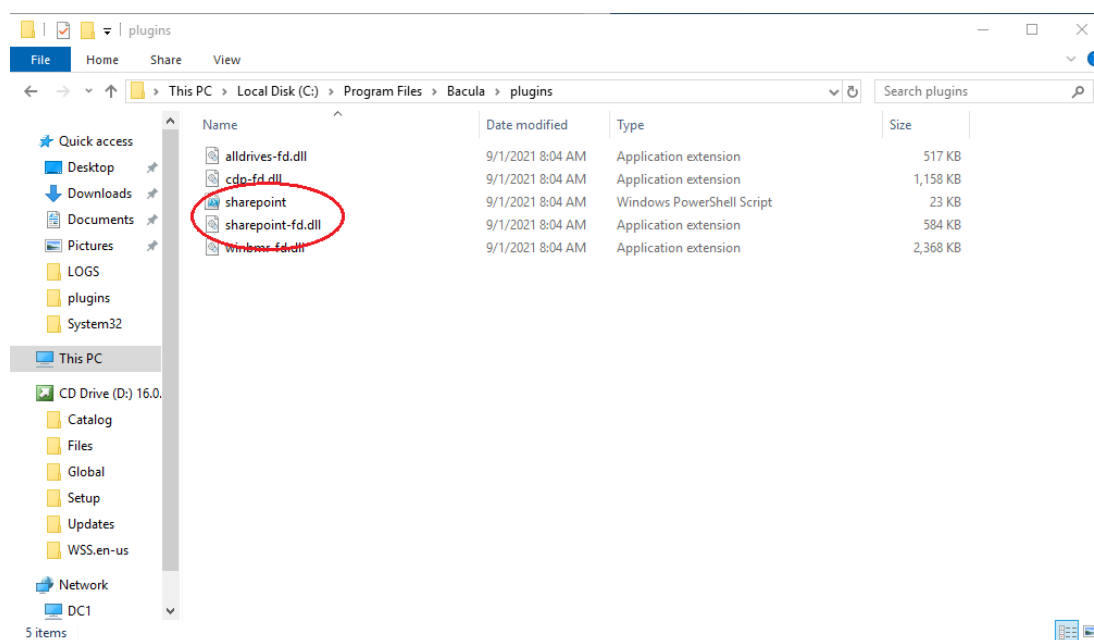 plugins
File Home Share View
This PC Local Disk (C:) Program Files Bacula plugins Search plugins
Name Date modified Type Size
Quick access
Desktop
Downloads
Documents
Pictures
LOGS
plugins
System32
This PC
CD Drive (D:) 16.0.
Catalog
Files
Global
Setup
Updates
WSS.en-us
Network
DC1
alldrives-fd.dll 9/1/2021 8:04 AM Application extension 517 KB
cdp-fd.dll 9/1/2021 8:04 AM Application extension 1,158 KB
sharepoint 9/1/2021 8:04 AM Windows PowerShell Script 23 KB
sharepoint-fd.dll 9/1/2021 8:04 AM Application extension 584 KB
winbmr-fd.dll 9/1/2021 8:04 AM Application extension 2,368 KB
5 items